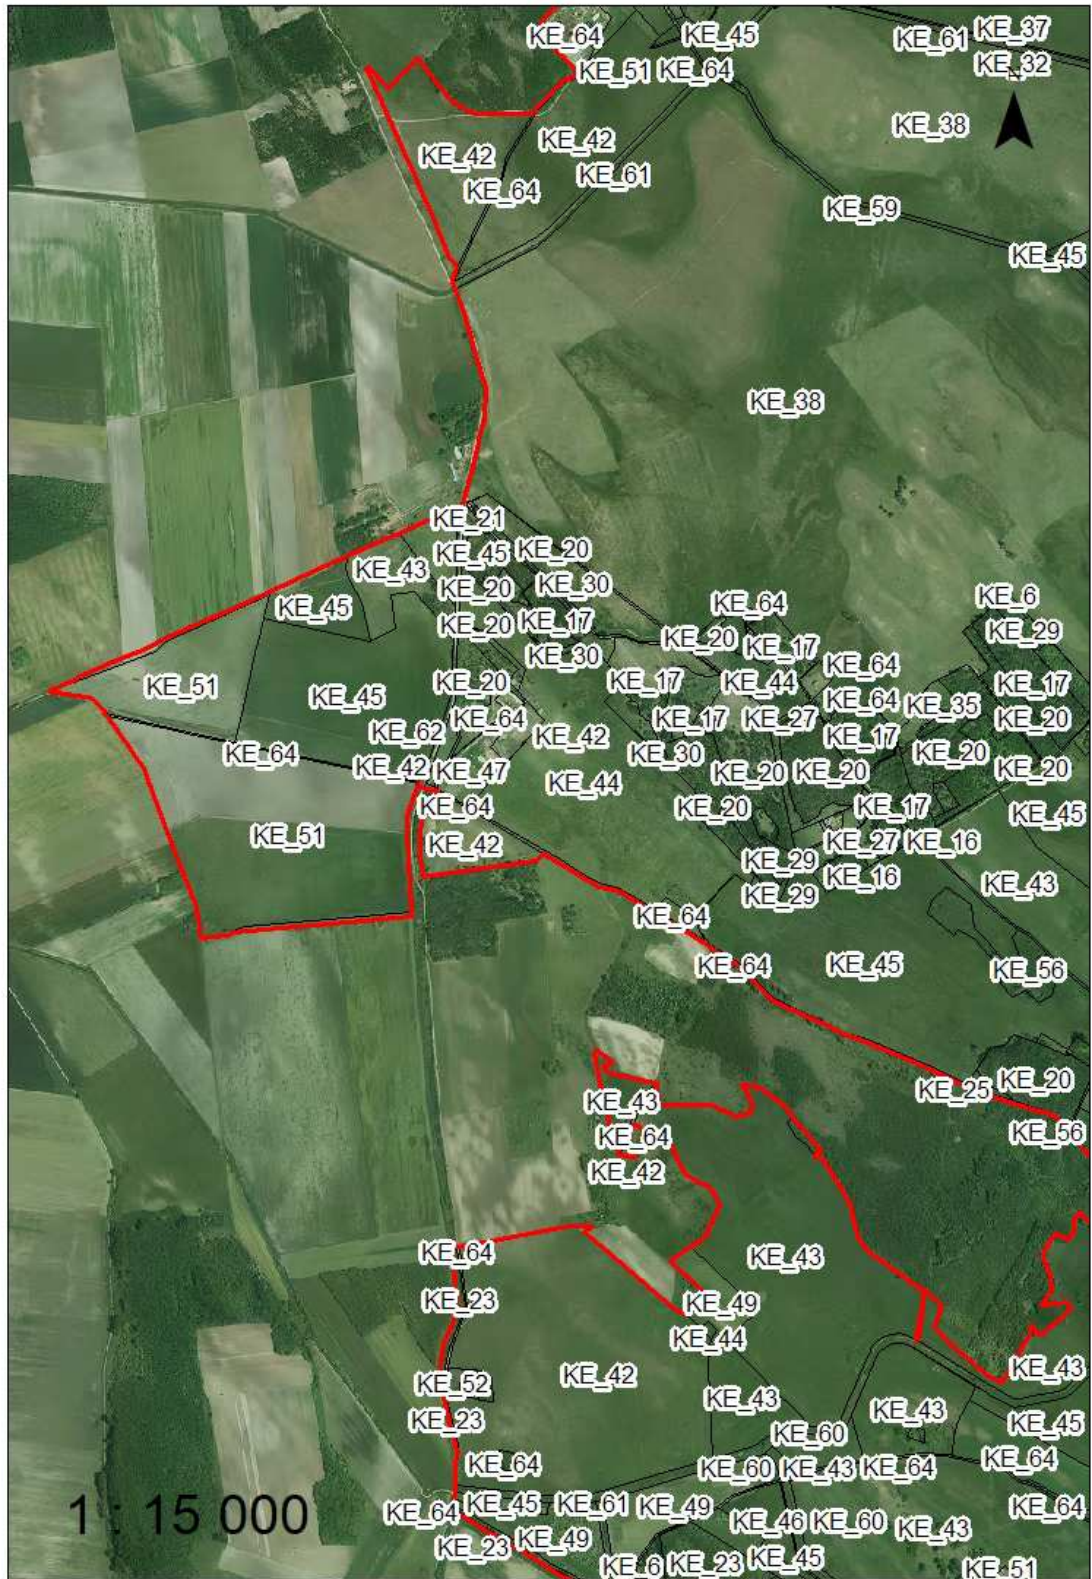 KE_64
KE_45
KE_61
KE_37
KE_51
KE_64
KE_32
KE_38
KE_42
KE_42
KE_64
KE_61
KE_59
KE_45
KE_38
KE_21
KE_45
KE_20
KE_43
KE_20
KE_30
KE_45
KE_64
KE_6
KE_20
KE_17
KE_20
KE_17
KE_29
KE_30
KE_64
KE_51
KE_45
KE_20
KE_17
KE_44
KE_64
KE_17
KE_62
KE_64
KE_42
KE_17
KE_27
KE_35
KE_20
KE_64
KE_42
KE_47
KE_30
KE_17
KE_20
KE_44
KE_20
KE_20
KE_20
KE_64
KE_20
KE_17
KE_45
KE_51
KE_42
KE_27
KE_16
KE_29
KE_16
KE_43
KE_29
KE_64
KE_64
KE_45
KE_56
KE_43
KE_25
KE_20
KE_64
KE_56
KE_42
KE_64
KE_43
KE_23
KE_49
KE_44
KE_52
KE_42
KE_43
KE_43
KE_43
KE_23
KE_60
KE_45
KE_64
KE_60
KE_43
KE_64
KE_64
KE_64
KE_45
KE_61
KE_49
KE_46
KE_60
KE_43
KE_64
1 : 15 000
KE_23
KE_49
KE_6
KE_23
KE_45
KE_51